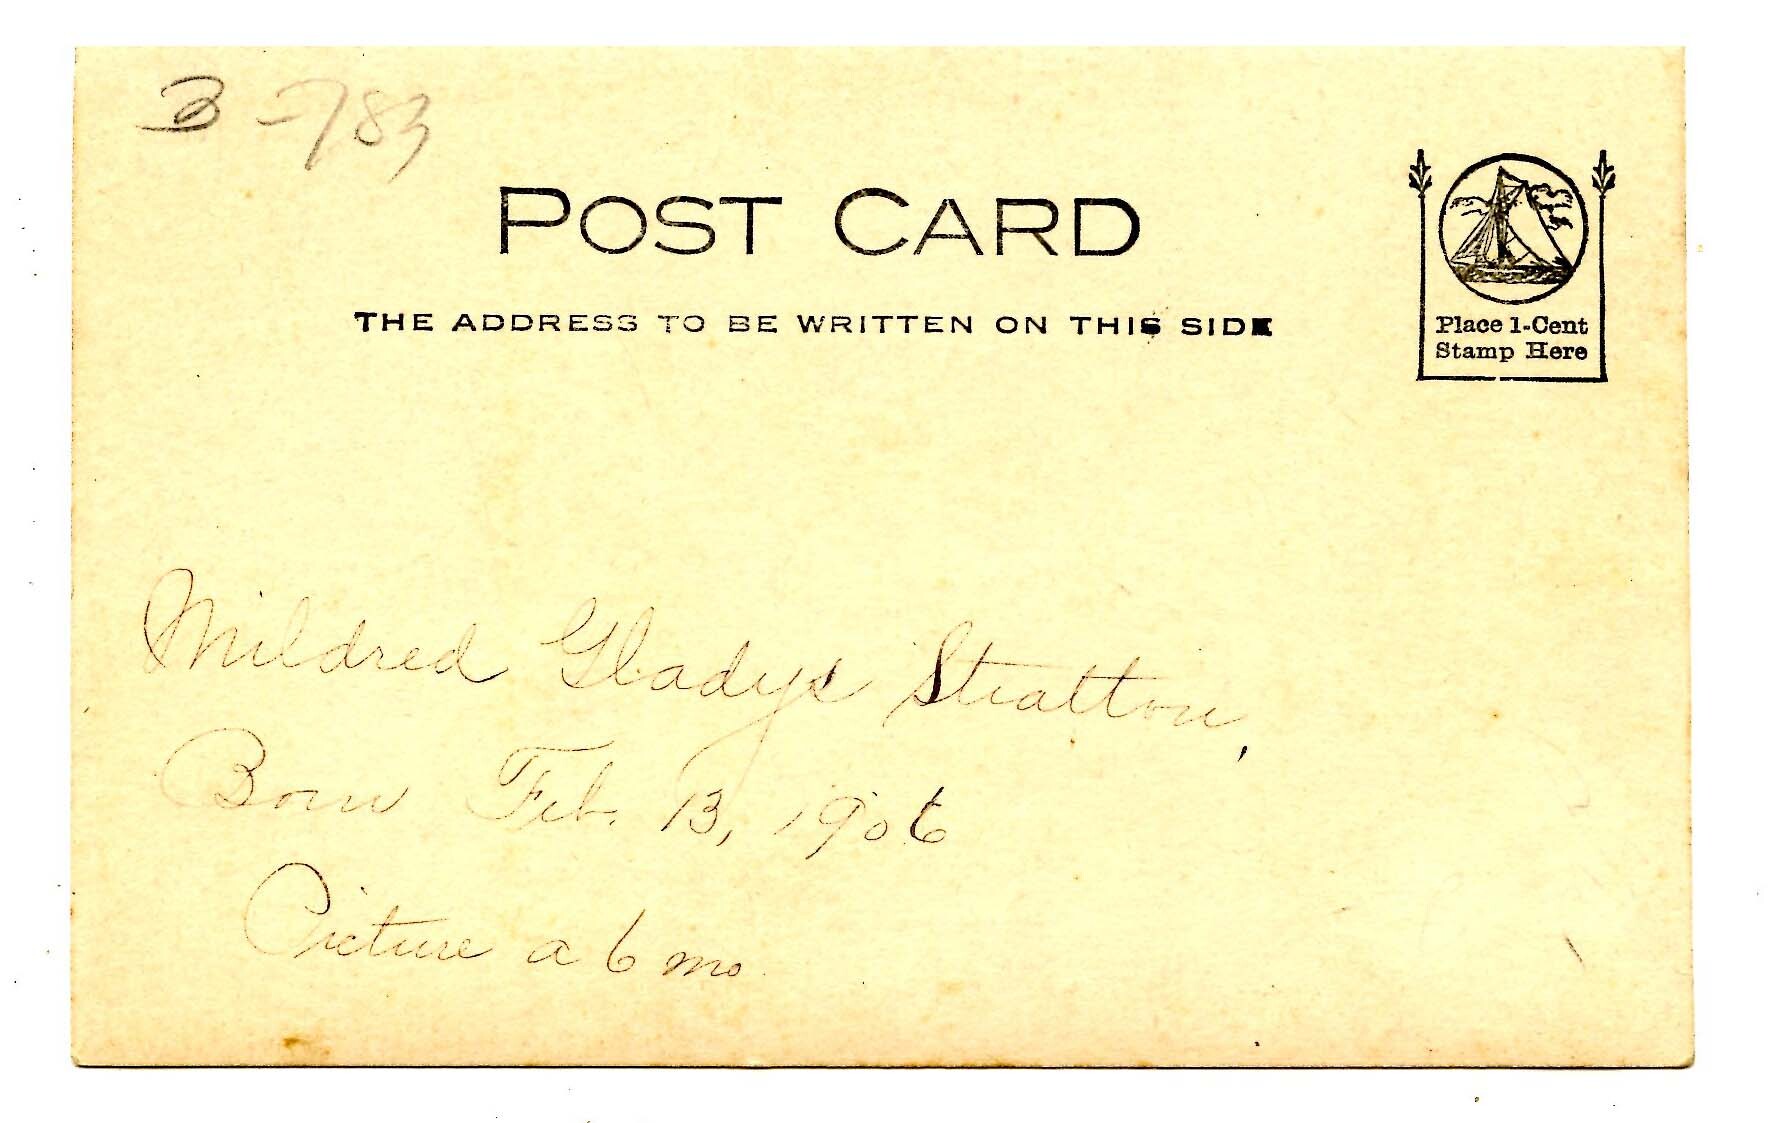 B-783
POST CARD
THE ADDRESS TO BE WRITTEN ON THIS SIDE
Place 1-Cent
Stamp Here
Mildred Gladys Stratton,
Born Feb. 13, 1906
Picture a 6 mo